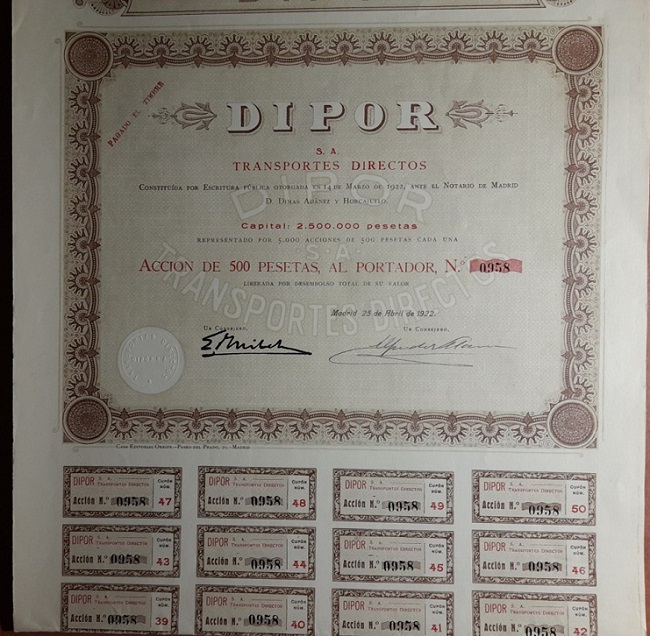 PAGADO EL TIMBRE
DIPOR
S. A.
TRANSPORTES DIRECTOS
CONSTITUÍDA POR ESCRITURA PÚBLICA OTORGADA EN 14 DE MARZO DE 1922, ANTE EL NOTARIO DE MADRID
D. DIMAS ADÁNEZ Y HORCAJUELO.
Capital: 2.500.000 pesetas
REPRESENTADO POR 5.000 ACCIONES DE 500 PESETAS CADA UNA
ACCION DE 500 PESETAS, AL PORTADOR, N.º 0958
LIBERADA POR DESEMBOLSO TOTAL DE SU VALOR
DIPOR
S.A.
TRANSPORTES DIRECTOS
Madrid 25 de Abril de 1922.
UN CONSEJERO, UN CONSEJERO,
CASA EDITORIAL ORRIER.-PASEO DEL PRADO, 30.-MADRID
DIPOR S. A. TRANSPORTES DIRECTOS CUPÓN NÚM. Acción N.º 0958 47
DIPOR S. A. TRANSPORTES DIRECTOS CUPÓN NÚM. Acción N.º 0958 48
DIPOR S. A. TRANSPORTES DIRECTOS CUPÓN NÚM. Acción N.º 0958 49
DIPOR S. A. TRANSPORTES DIRECTOS CUPÓN NÚM. Acción N.º 0958 50
DIPOR S. A. TRANSPORTES DIRECTOS CUPÓN NÚM. Acción N.º 0958 43
DIPOR S. A. TRANSPORTES DIRECTOS CUPÓN NÚM. Acción N.º 0958 44
DIPOR S. A. TRANSPORTES DIRECTOS CUPÓN NÚM. Acción N.º 0958 45
DIPOR S. A. TRANSPORTES DIRECTOS CUPÓN NÚM. Acción N.º 0958 46
DIPOR S. A. TRANSPORTES DIRECTOS CUPÓN NÚM. Acción N.º 0958 39
DIPOR S. A. TRANSPORTES DIRECTOS CUPÓN NÚM. Acción N.º 0958 40
DIPOR S. A. TRANSPORTES DIRECTOS CUPÓN NÚM. Acción N.º 0958 41
DIPOR S. A. TRANSPORTES DIRECTOS CUPÓN NÚM. Acción N.º 0958 42